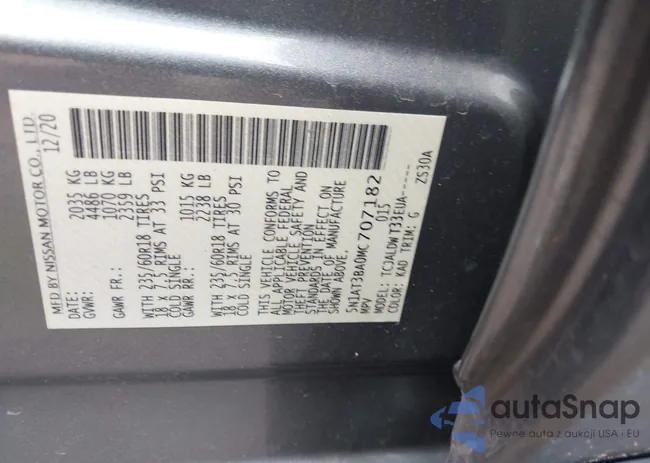 MFD BY NISSAN MOTOR CO., LTD.
DATE: 12/20
GVWR: 2035 KG
4486 LB
GAWR FR.: 1070 KG
2359 LB
WITH 235/60R18 TIRES
18 x 7.5 RIMS AT 33 PSI
COLD SINGLE
GAWR RR.: 1015 KG
2238 LB
WITH 235/60R18 TIRES
18 x 7.5 RIMS AT 30 PSI
COLD SINGLE
THIS VEHICLE CONFORMS TO
ALL APPLICABLE FEDERAL
MOTOR VEHICLE SAFETY AND
THEFT PREVENTION
STANDARDS IN EFFECT ON
THE DATE OF MANUFACTURE
SHOWN ABOVE.
5N1AT3BA0MC707182
MPV D15
MODEL: TCJALDWT33EUA-----
COLOR: KAD TRIM: G ZS30A
autaSnap
Pewne auta z aukcji USA i EU